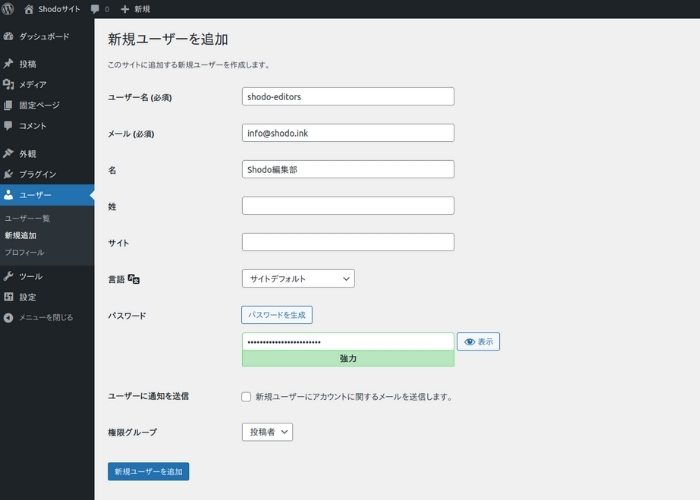 Shodoサイト 0 新規
ダッシュボード
投稿
メディア
固定ページ
コメント
外観
プラグイン
ユーザー
ユーザー一覧
新規追加
プロフィール
ツール
設定
メニューを閉じる
新規ユーザーを追加
このサイトに追加する新規ユーザーを作成します。
ユーザー名 (必須) shodo-editors
メール (必須) info@shodo.ink
名 Shodo編集部
姓
サイト
言語 サイトデフォルト
パスワード パスワードを生成
••••••••••••••••••••••• 表示
強力
ユーザーに通知を送信 新規ユーザーにアカウントに関するメールを送信します。
権限グループ 投稿者
新規ユーザーを追加